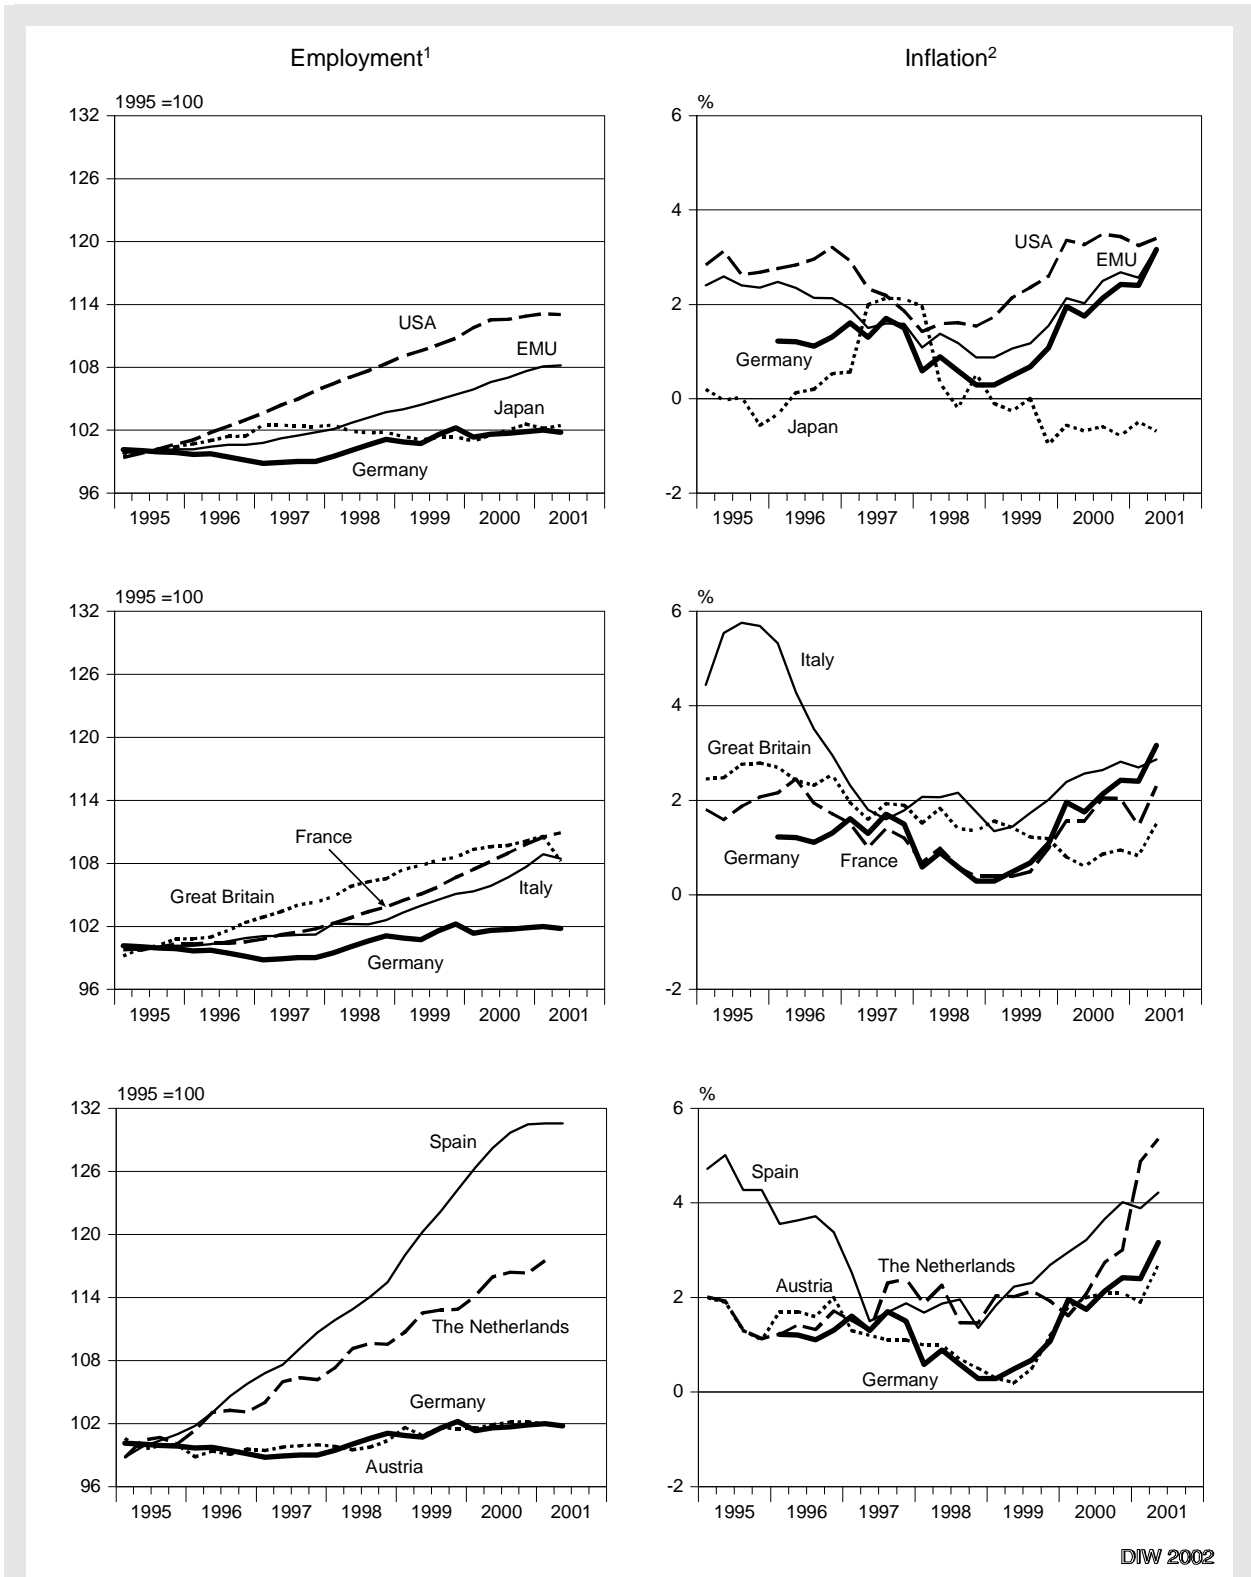 Employment1
Inflation2
1995 =100
132
126
120
114
108
102
96
USA
EMU
Japan
Germany
1995 1996 1997 1998 1999 2000 2001
%
6
4
2
0
-2
USA
EMU
Germany
Japan
1995 1996 1997 1998 1999 2000 2001
1995 =100
132
126
120
114
108
102
96
France
Great Britain
Italy
Germany
1995 1996 1997 1998 1999 2000 2001
%
6
4
2
0
-2
Italy
Great Britain
Germany
France
1995 1996 1997 1998 1999 2000 2001
1995 =100
132
126
120
114
108
102
96
Spain
The Netherlands
Germany
Austria
1995 1996 1997 1998 1999 2000 2001
%
6
4
2
0
-2
Spain
The Netherlands
Austria
Germany
1995 1996 1997 1998 1999 2000 2001
DIW 2002